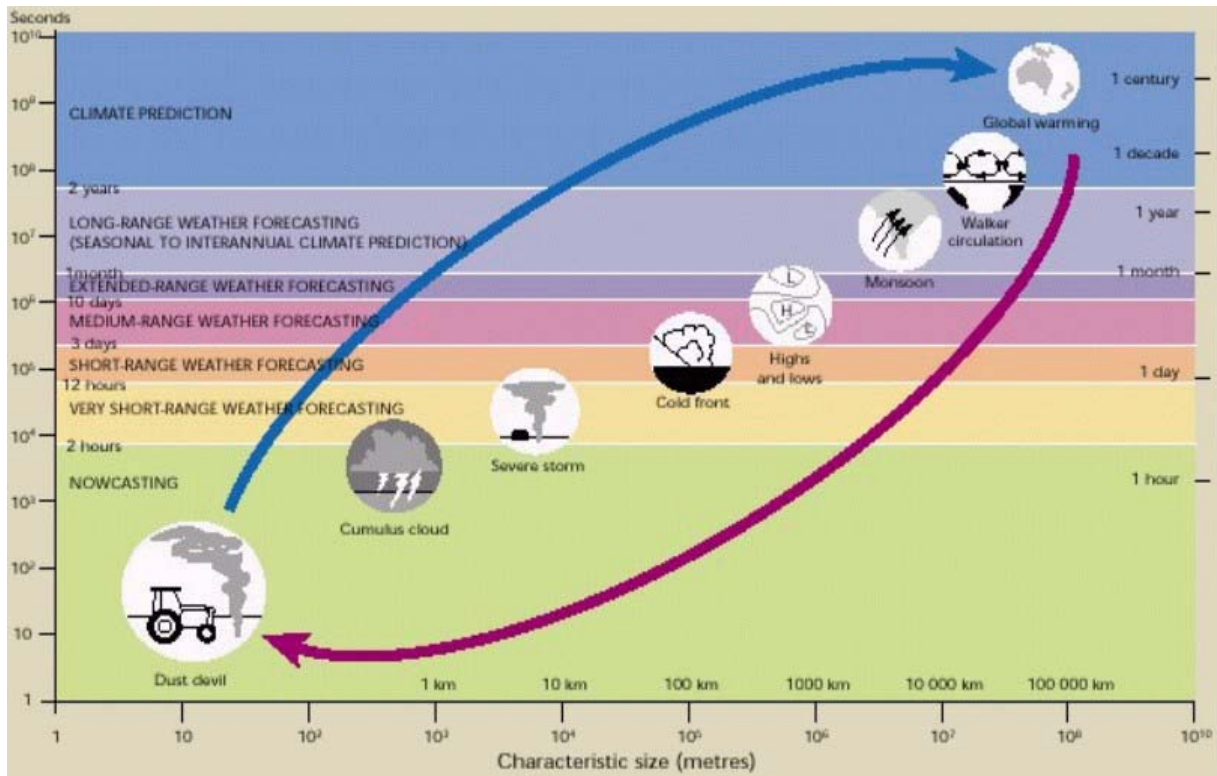 Seconds
10¹⁰
10⁹
10⁸
10⁷
10⁶
10⁵
10⁴
10³
10²
10
1
CLIMATE PREDICTION
2 years
LONG-RANGE WEATHER FORECASTING
(SEASONAL TO INTERANNUAL CLIMATE PREDICTION)
1month
EXTENDED-RANGE WEATHER FORECASTING
10 days
MEDIUM-RANGE WEATHER FORECASTING
3 days
SHORT-RANGE WEATHER FORECASTING
12 hours
VERY SHORT-RANGE WEATHER FORECASTING
2 hours
NOWCASTING
Dust devil
Cumulus cloud
Severe storm
Cold front
L
H
L
Highs
and lows
Monsoon
Walker
circulation
Global warming
1 century
1 decade
1 year
1 month
1 day
1 hour
1 km 10 km 100 km 1000 km 10 000 km 100 000 km
1 10 10² 10³ 10⁴ 10⁵ 10⁶ 10⁷ 10⁸ 10¹⁰
Characteristic size (metres)